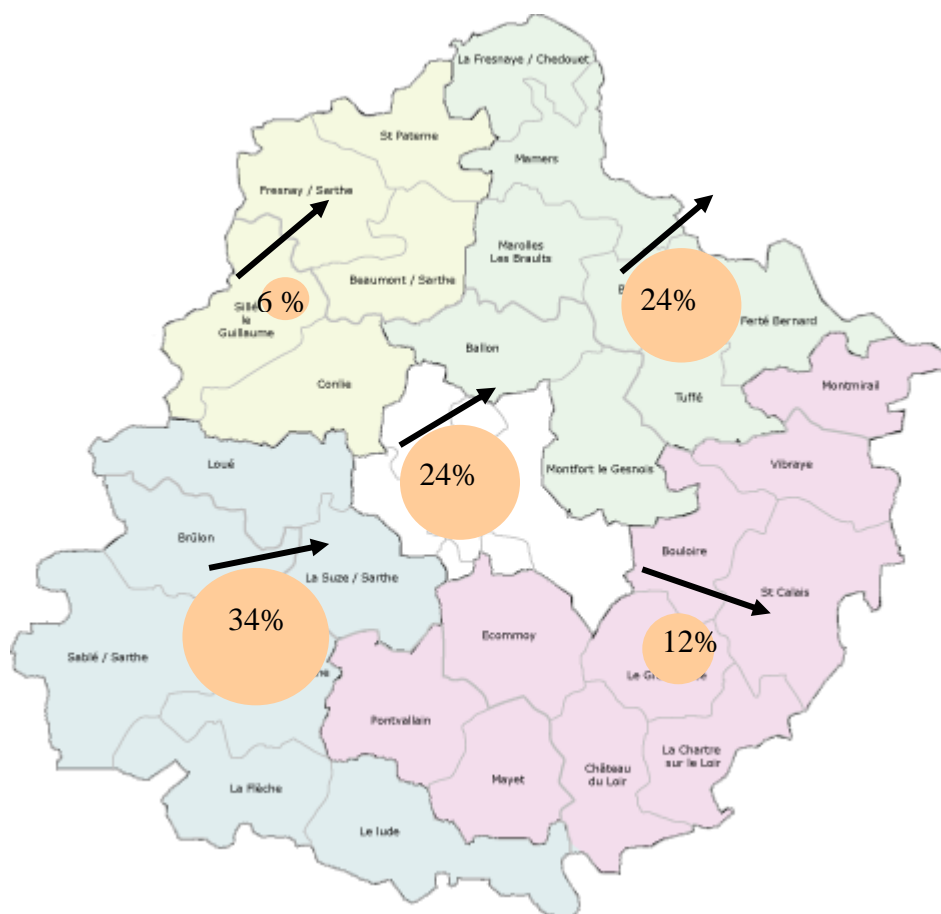 La Fresnaye / Chedouet
St Paterne
Mamers
Fresnay / Sarthe
Marolles
Les Braults
Beaumont / Sarthe
6 %
Sillé
le
Guillaume
24%
Ferté Bernard
Ballon
Conlie
Montmirail
Tuffé
Loué
24%
Montfort le Gesnois
Vibraye
Brûlon
Bouloire
La Suze / Sarthe
St Calais
34%
Ecommoy
12%
Sablé / Sarthe
Pontvallain
La Chartre
sur le Loir
Château
du Loir
Mayet
La Flèche
Le lude